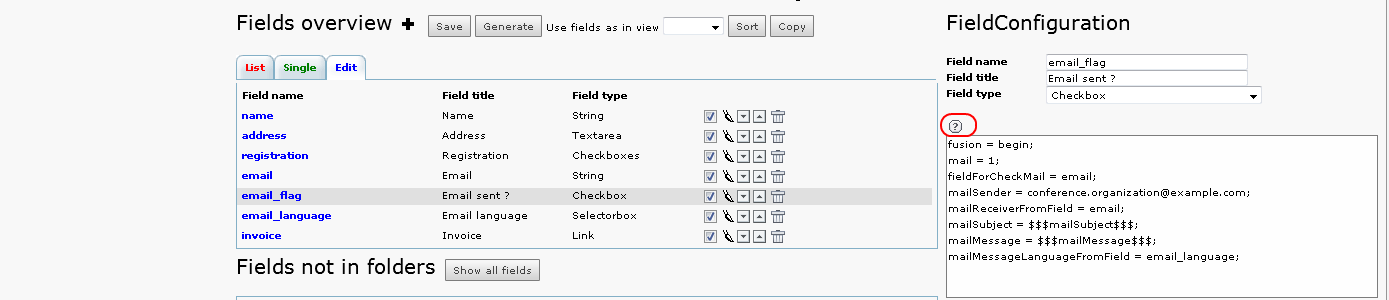 Fields overview Save Generate Use fields as in view Sort Copy
List Single Edit
Field name Field title Field type
name Name String
address Address Textarea
registration Registration Checkboxes
email Email String
email_flag Email sent ? Checkbox
email_language Email language Selectorbox
invoice Invoice Link
Fields not in folders Show all fields
FieldConfiguration
Field name email_flag
Field title Email sent ?
Field type Checkbox
?
fusion = begin;
mail = 1;
fieldForCheckMail = email;
mailSender = conference.organization@example.com;
mailReceiverFromField = email;
mailSubject = $$$mailSubject$$$;
mailMessage = $$$mailMessage$$$;
mailMessageLanguageFromField = email_language;